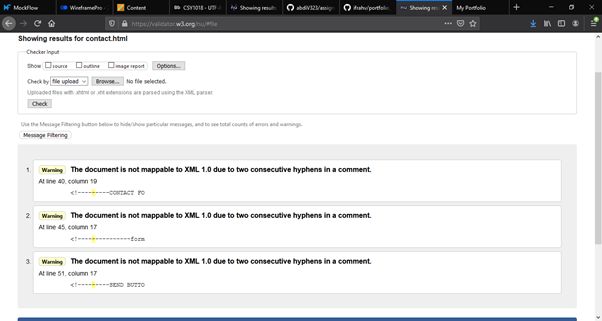 MockFlow
WireframePro -
Content
CSY1018 - UTF-
Showing results
abdiV323/assign
ifrahv/portfolio
Showing res
My Portfolio
https://validator.w3.org/nu/#file
Showing results for contact.html
Checker Input
Show source outline image report Options...
Check by file upload Browse... No file selected.
Uploaded files with .xhtml or .xht extensions are parsed using the XML parser.
Check
Use the Message Filtering button below to hide/show particular messages, and to see total counts of errors and warnings.
Message Filtering
1. Warning The document is not mappable to XML 1.0 due to two consecutive hyphens in a comment.
At line 40, column 19
<!---------CONTACT FO
2. Warning The document is not mappable to XML 1.0 due to two consecutive hyphens in a comment.
At line 45, column 17
<!---------------form
3. Warning The document is not mappable to XML 1.0 due to two consecutive hyphens in a comment.
At line 51, column 17
<!---------SEND BUTTO